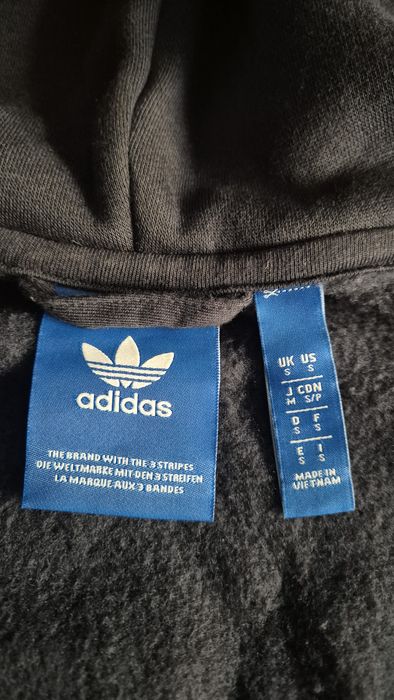 adidas
THE BRAND WITH THE 3 STRIPES
DIE WELTMARKE MIT DEN 3 STREIFEN
LA MARQUE AUX 3 BANDES
UK US
S S
J CDN
M S/P
D F
S S
E I
S S
MADE IN
VIETNAM